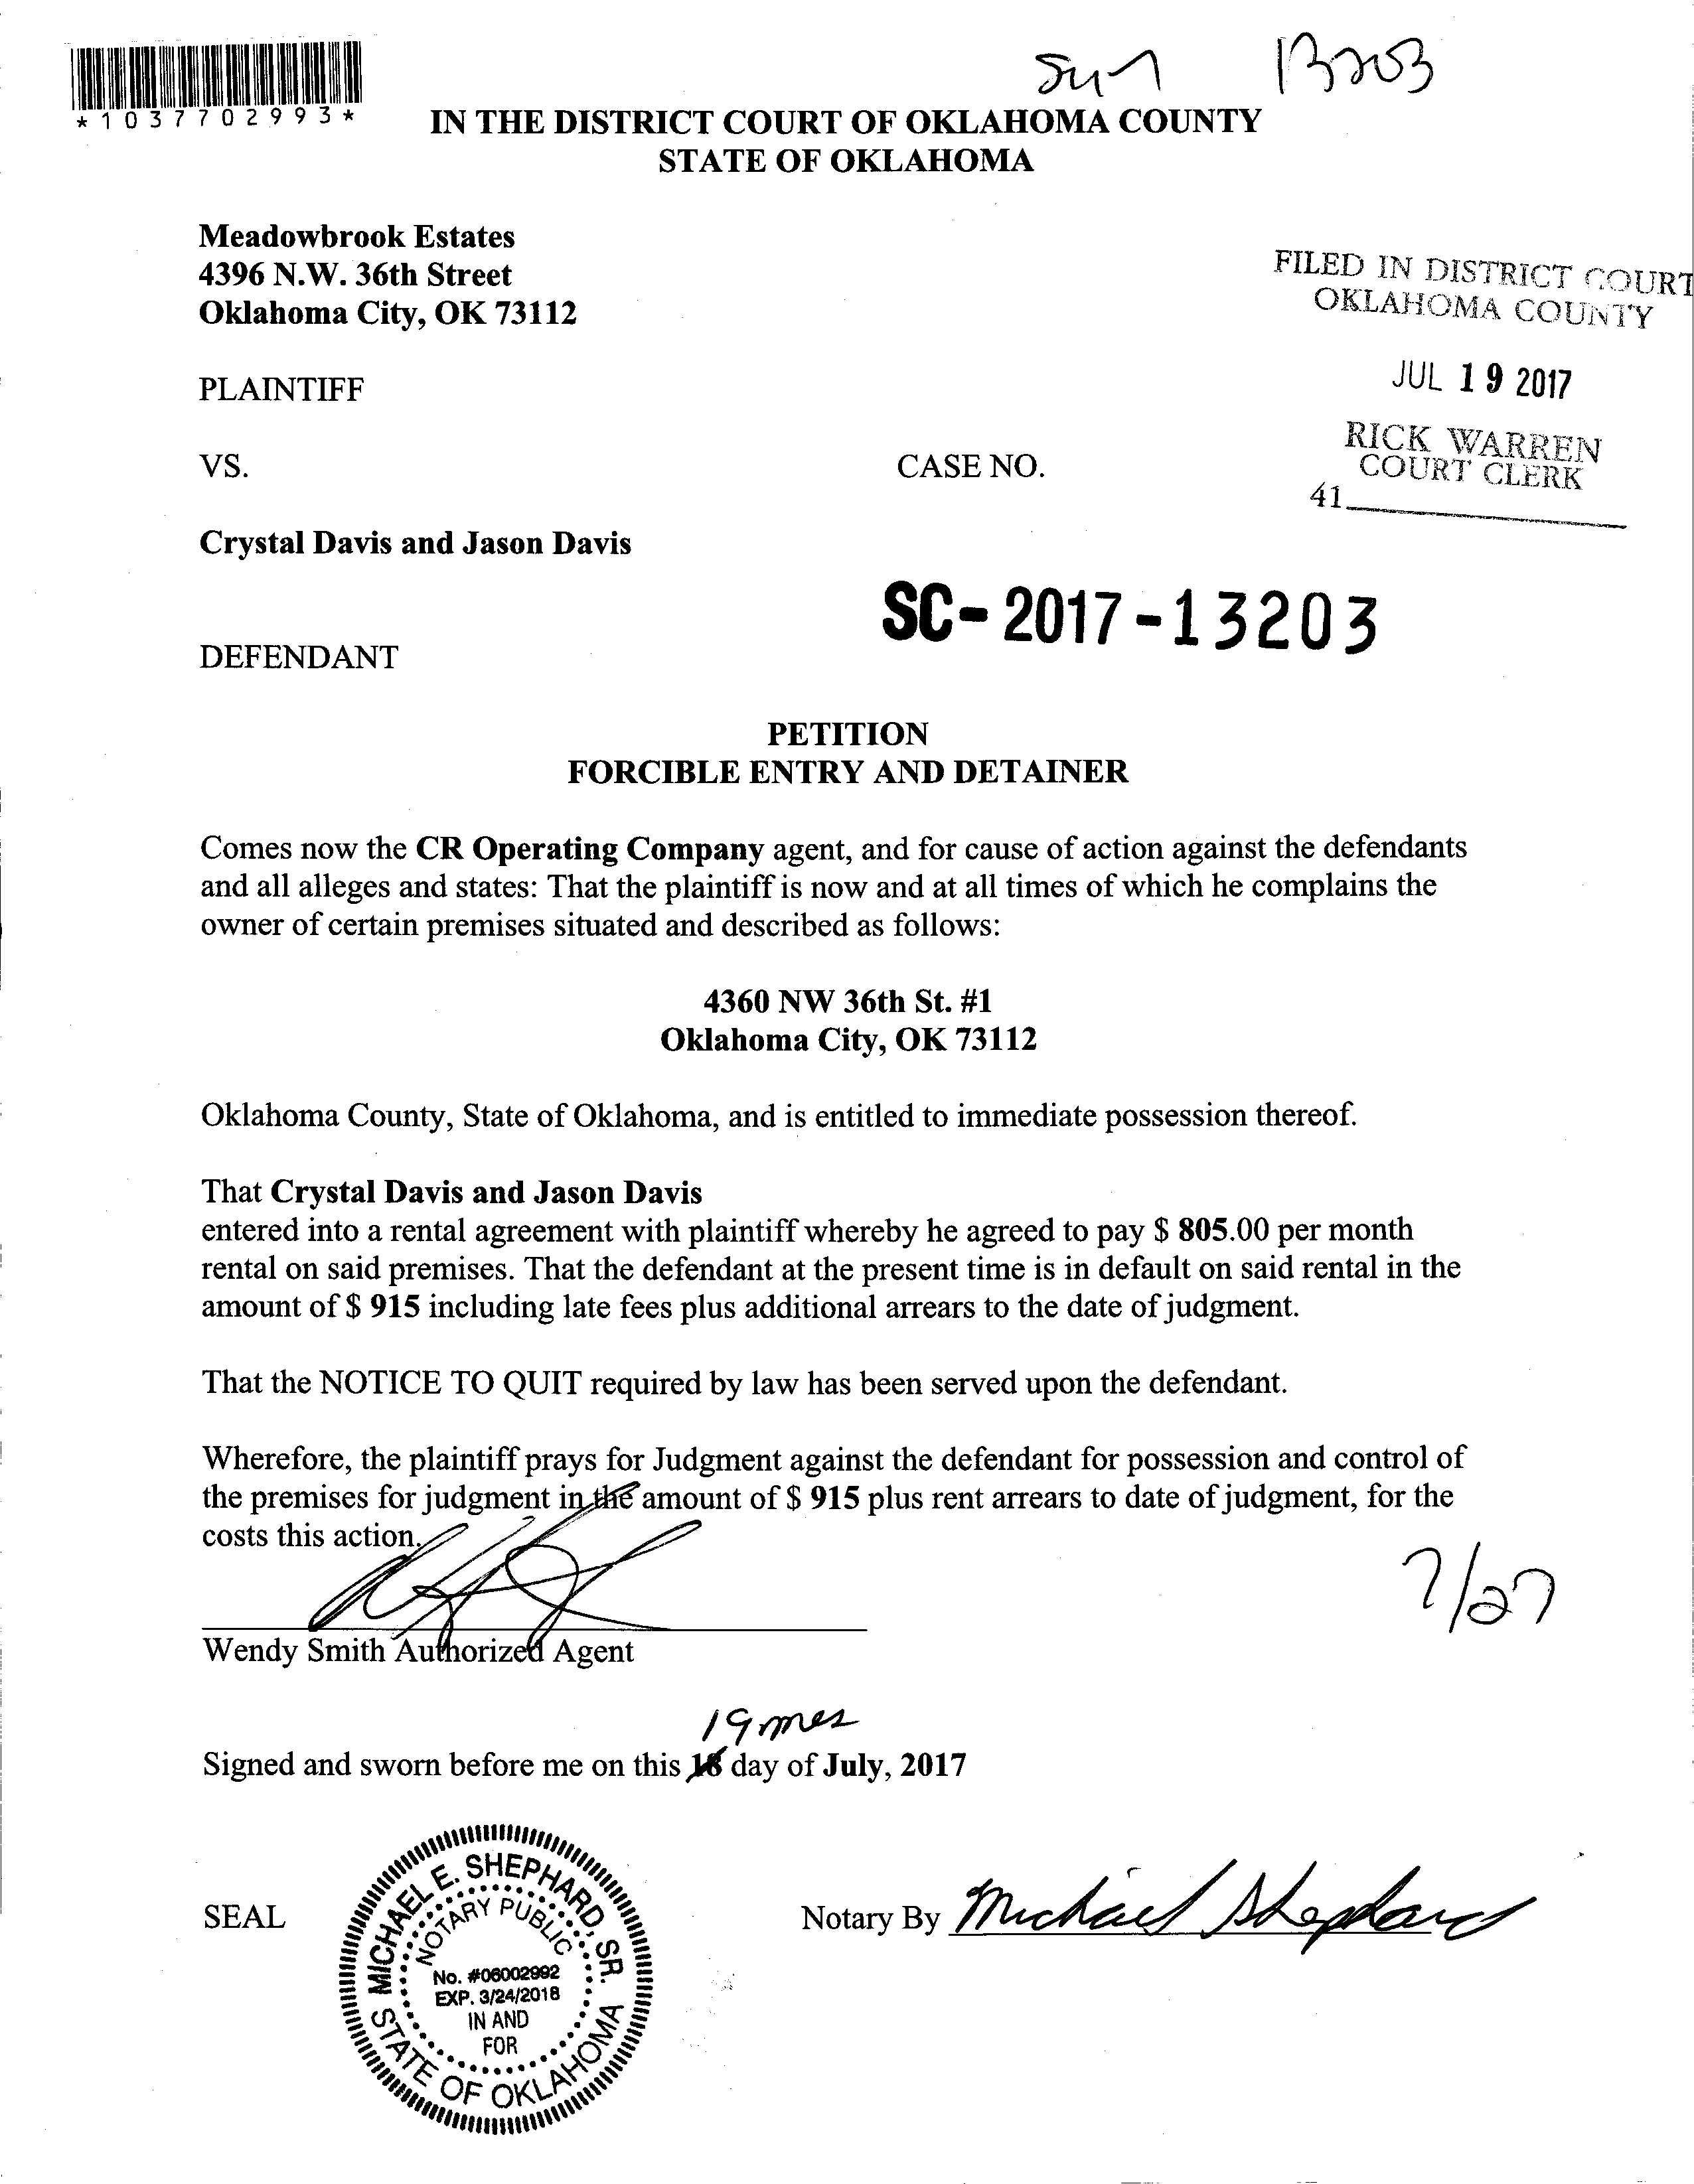 *1037702993*
13203
IN THE DISTRICT COURT OF OKLAHOMA COUNTY
STATE OF OKLAHOMA
Meadowbrook Estates
4396 N.W. 36th Street
Oklahoma City, OK 73112
FILED IN DISTRICT COURT
OKLAHOMA COUNTY
JUL 19 2017
RICK WARREN
COURT CLERK
41
PLAINTIFF
VS.
CASE NO.
Crystal Davis and Jason Davis
SC-2017-13203
DEFENDANT
PETITION
FORCIBLE ENTRY AND DETAINER
Comes now the CR Operating Company agent, and for cause of action against the defendants
and all alleges and states: That the plaintiff is now and at all times of which he complains the
owner of certain premises situated and described as follows:
4360 NW 36th St. #1
Oklahoma City, OK 73112
Oklahoma County, State of Oklahoma, and is entitled to immediate possession thereof.
That Crystal Davis and Jason Davis
entered into a rental agreement with plaintiff whereby he agreed to pay $ 805.00 per month
rental on said premises. That the defendant at the present time is in default on said rental in the
amount of $ 915 including late fees plus additional arrears to the date of judgment.
That the NOTICE TO QUIT required by law has been served upon the defendant.
Wherefore, the plaintiff prays for Judgment against the defendant for possession and control of
the premises for judgment in the amount of $ 915 plus rent arrears to date of judgment, for the
costs this action.
7/27
Wendy Smith Authorized Agent
19 mes
Signed and sworn before me on this 18 day of July, 2017
SEAL
MICHAEL E. SHEPHARD, SR.
NOTARY PUBLIC
No. #06002992
EXP. 3/24/2018
IN AND
FOR
STATE OF OKLAHOMA
Notary By Michael Shephard